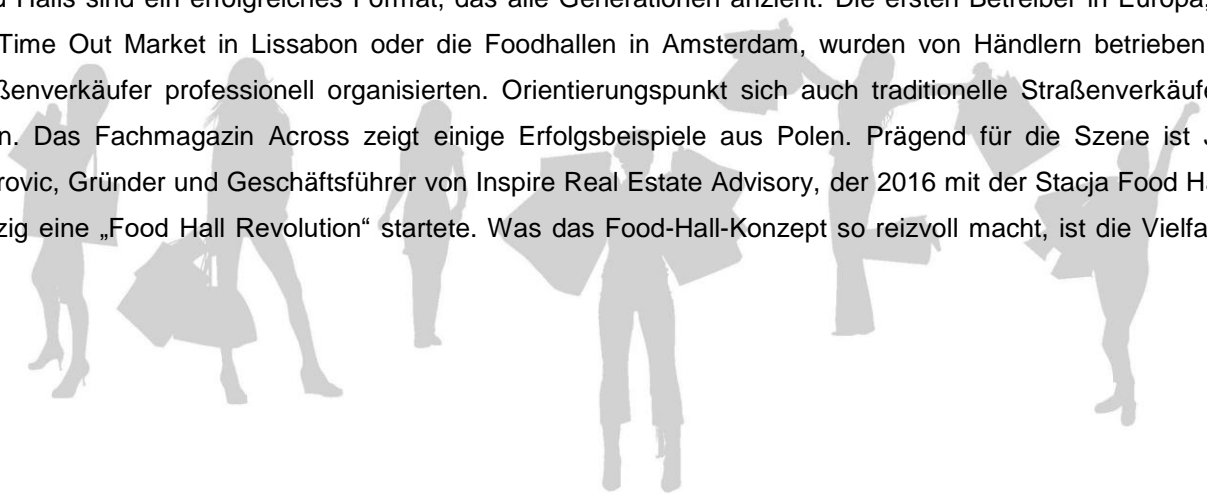 Halls sind ein erfolgreiches Format, das alle Generationen anzieht. Die ersten Betreiber in Europa,
Time Out Market in Lissabon oder die Foodhallen in Amsterdam, wurden von Händlern betrieben
ßenverkäufer professionell organisierten. Orientierungspunkt sich auch traditionelle Straßenverkäufe
n. Das Fachmagazin Across zeigt einige Erfolgsbeispiele aus Polen. Prägend für die Szene ist
rovic, Gründer und Geschäftsführer von Inspire Real Estate Advisory, der 2016 mit der Stacja Food Ha
zig eine „Food Hall Revolution“ startete. Was das Food-Hall-Konzept so reizvoll macht, ist die Vielfa